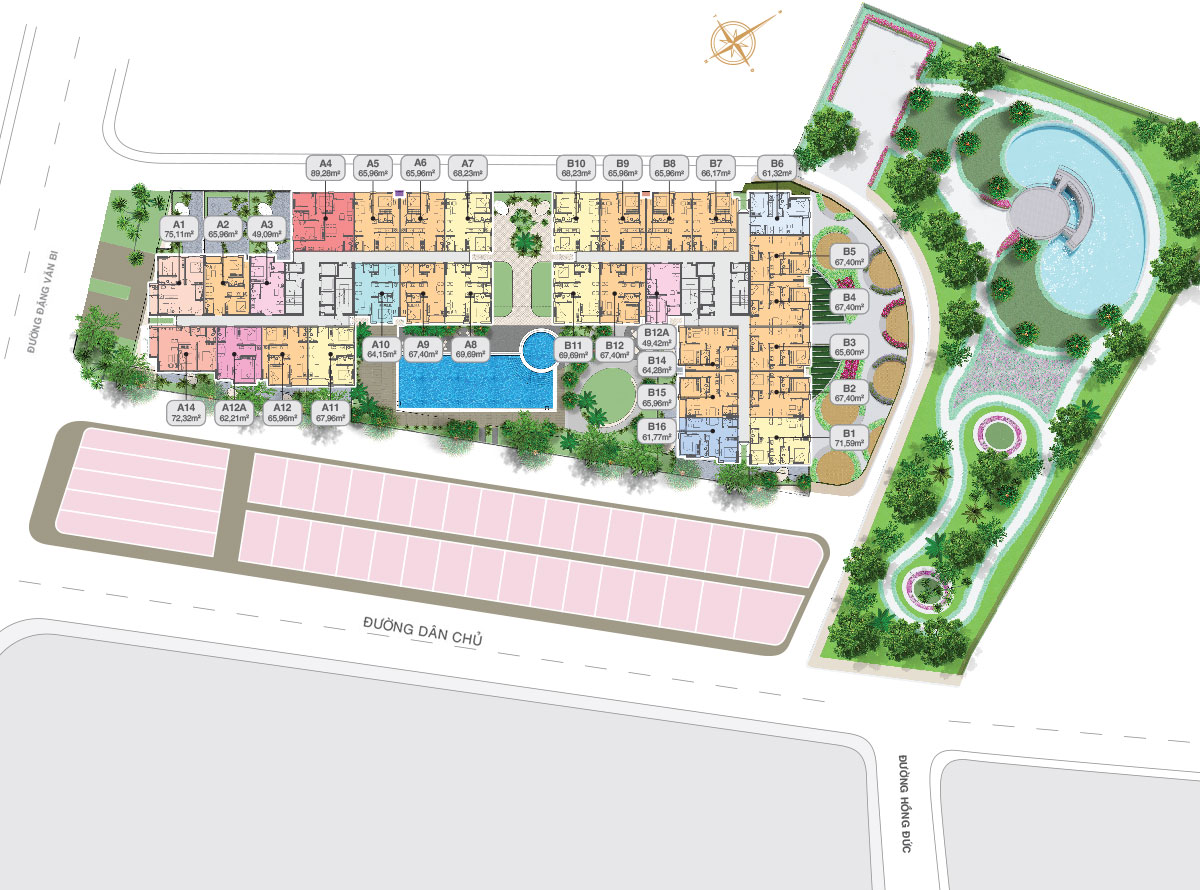 A4
89,28m²
A5
65,96m²
A6
65,96m²
A7
68,23m²
B10
68,23m²
B9
65,96m²
B8
65,96m²
B7
66,17m²
B6
61,32m²
A1
75,11m²
A2
65,96m²
A3
49,09m²
B5
67,40m²
B4
67,40m²
B3
65,60m²
B2
67,40m²
B1
71,59m²
A10
64,15m²
A9
67,40m²
A8
69,69m²
B11
69,69m²
B12
67,40m²
B12A
49,42m²
B14
64,28m²
B15
65,96m²
B16
61,77m²
A14
72,32m²
A12A
62,21m²
A12
65,96m²
A11
67,96m²
ĐƯỜNG ĐẶNG VĂN BI
ĐƯỜNG DÂN CHỦ
ĐƯỜNG HỒNG ĐỨC